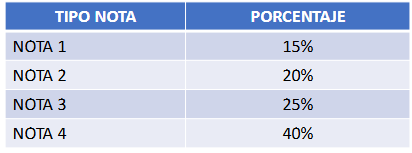 TIPO NOTA PORCENTAJE
NOTA 1 15%
NOTA 2 20%
NOTA 3 25%
NOTA 4 40%